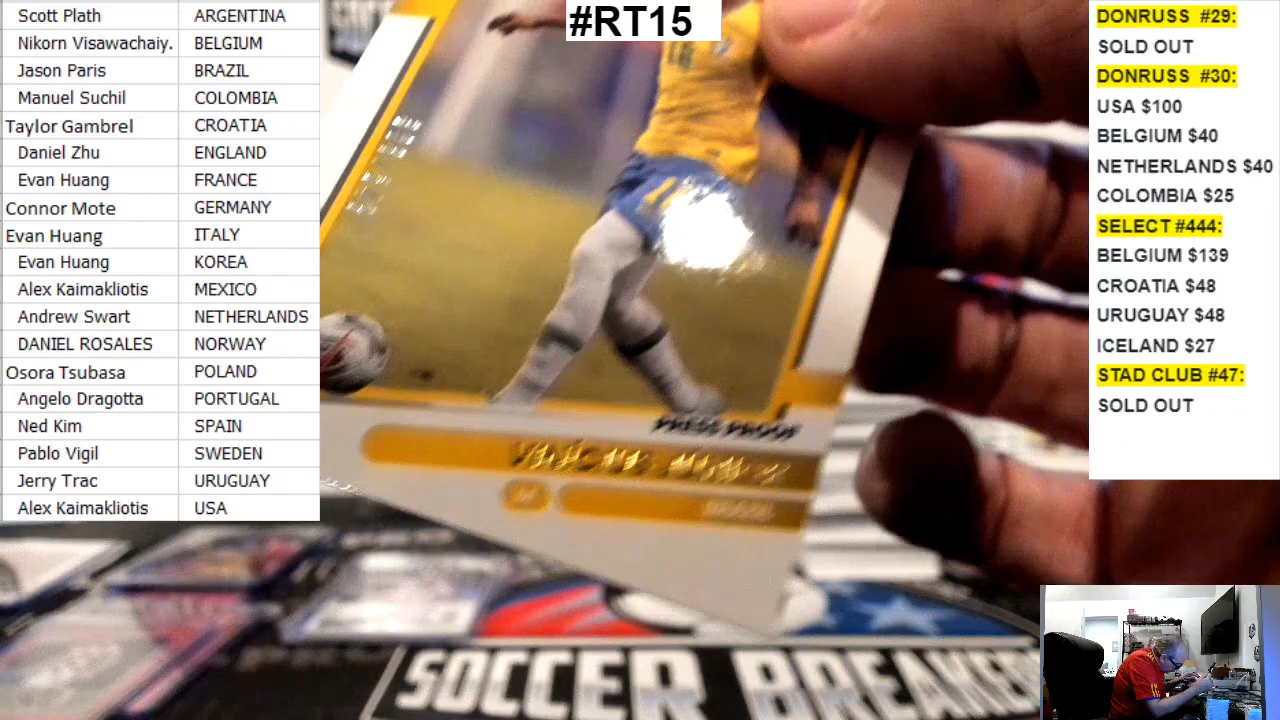 #RT15
Scott Plath ARGENTINA
Nikorn Visawachaiy. BELGIUM
Jason Paris BRAZIL
Manuel Suchil COLOMBIA
Taylor Gambrel CROATIA
Daniel Zhu ENGLAND
Evan Huang FRANCE
Connor Mote GERMANY
Evan Huang ITALY
Evan Huang KOREA
Alex Kaimakliotis MEXICO
Andrew Swart NETHERLANDS
DANIEL ROSALES NORWAY
Osora Tsubasa POLAND
Angelo Dragotta PORTUGAL
Ned Kim SPAIN
Pablo Vigil SWEDEN
Jerry Trac URUGUAY
Alex Kaimakliotis USA
DONRUSS #29:
SOLD OUT
DONRUSS #30:
USA $100
BELGIUM $40
NETHERLANDS $40
COLOMBIA $25
SELECT #444:
BELGIUM $139
CROATIA $48
URUGUAY $48
ICELAND $27
STAD CLUB #47:
SOLD OUT
PRESS PROOF
SOCCER BREAKER